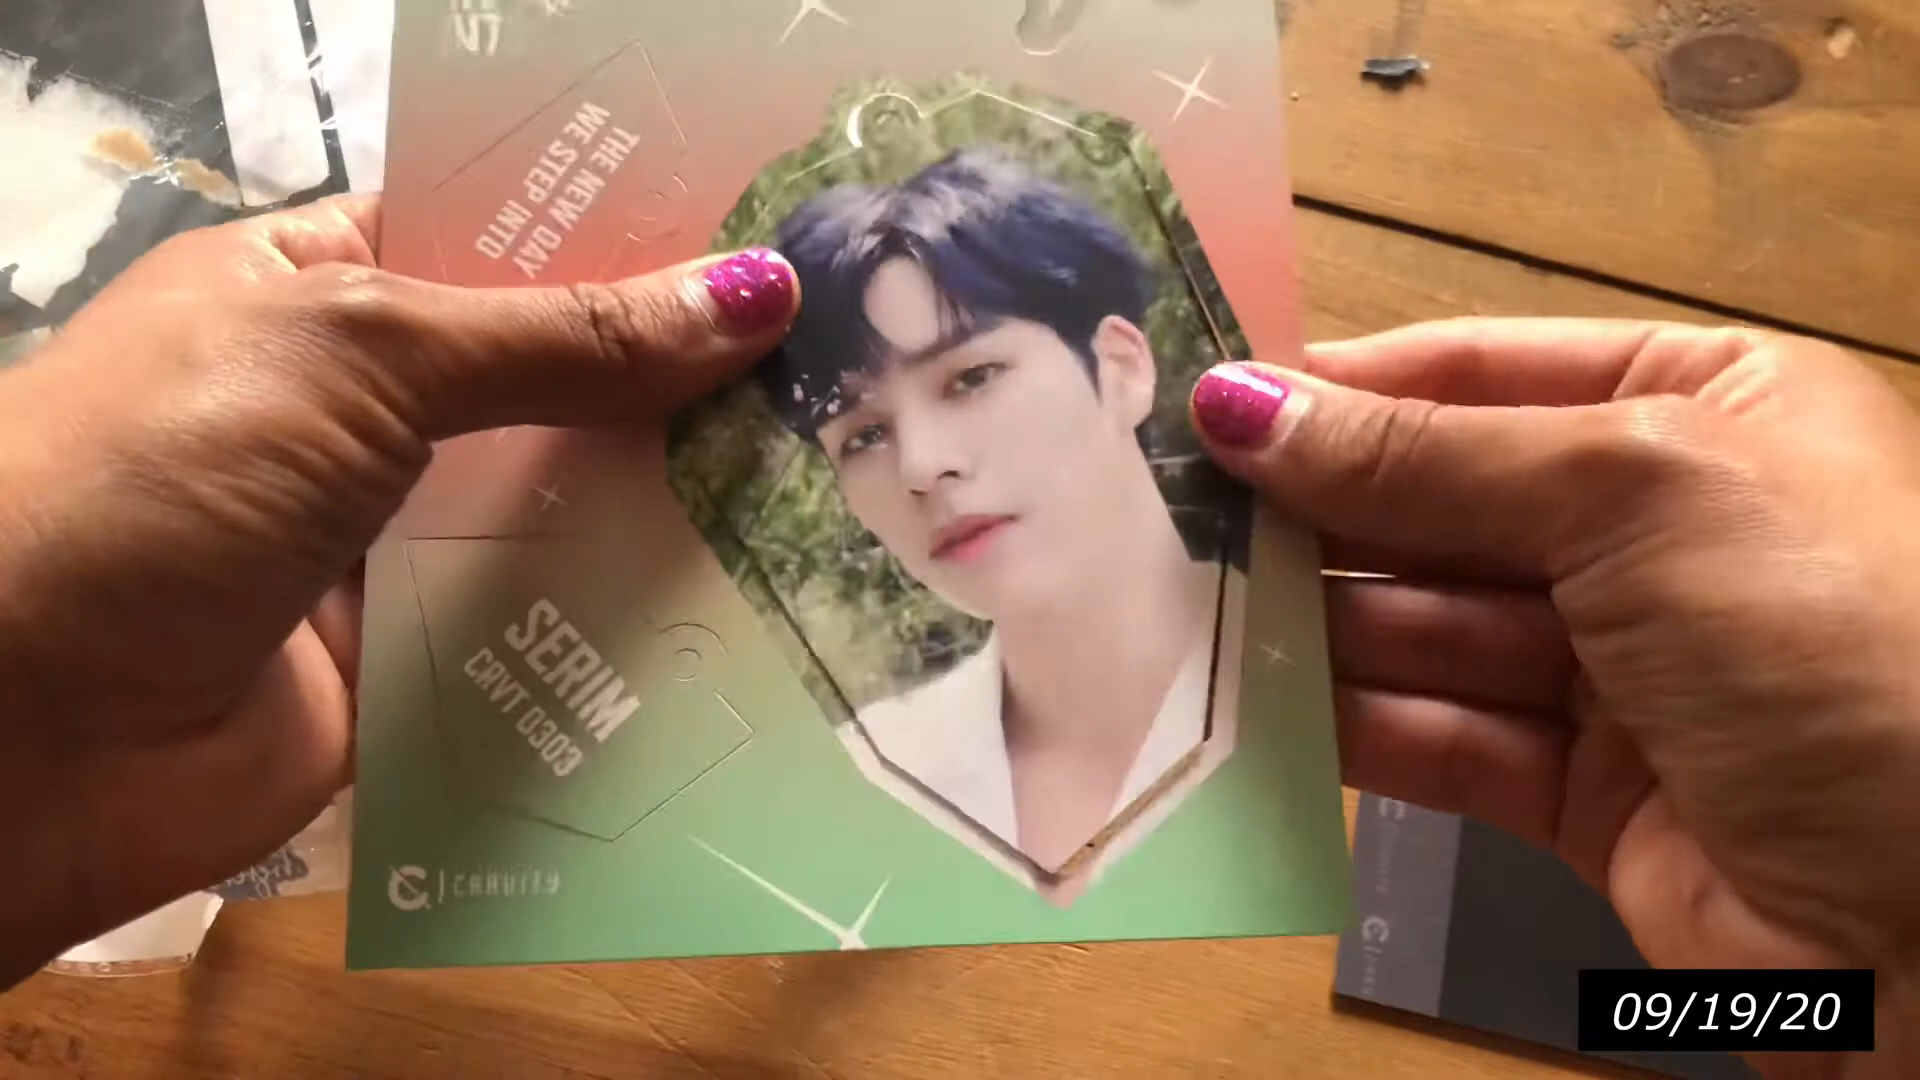 WE STEP INTO
THE NEW DAY
SERIM
CRVT 0303
C | CRAVITY
09/19/20